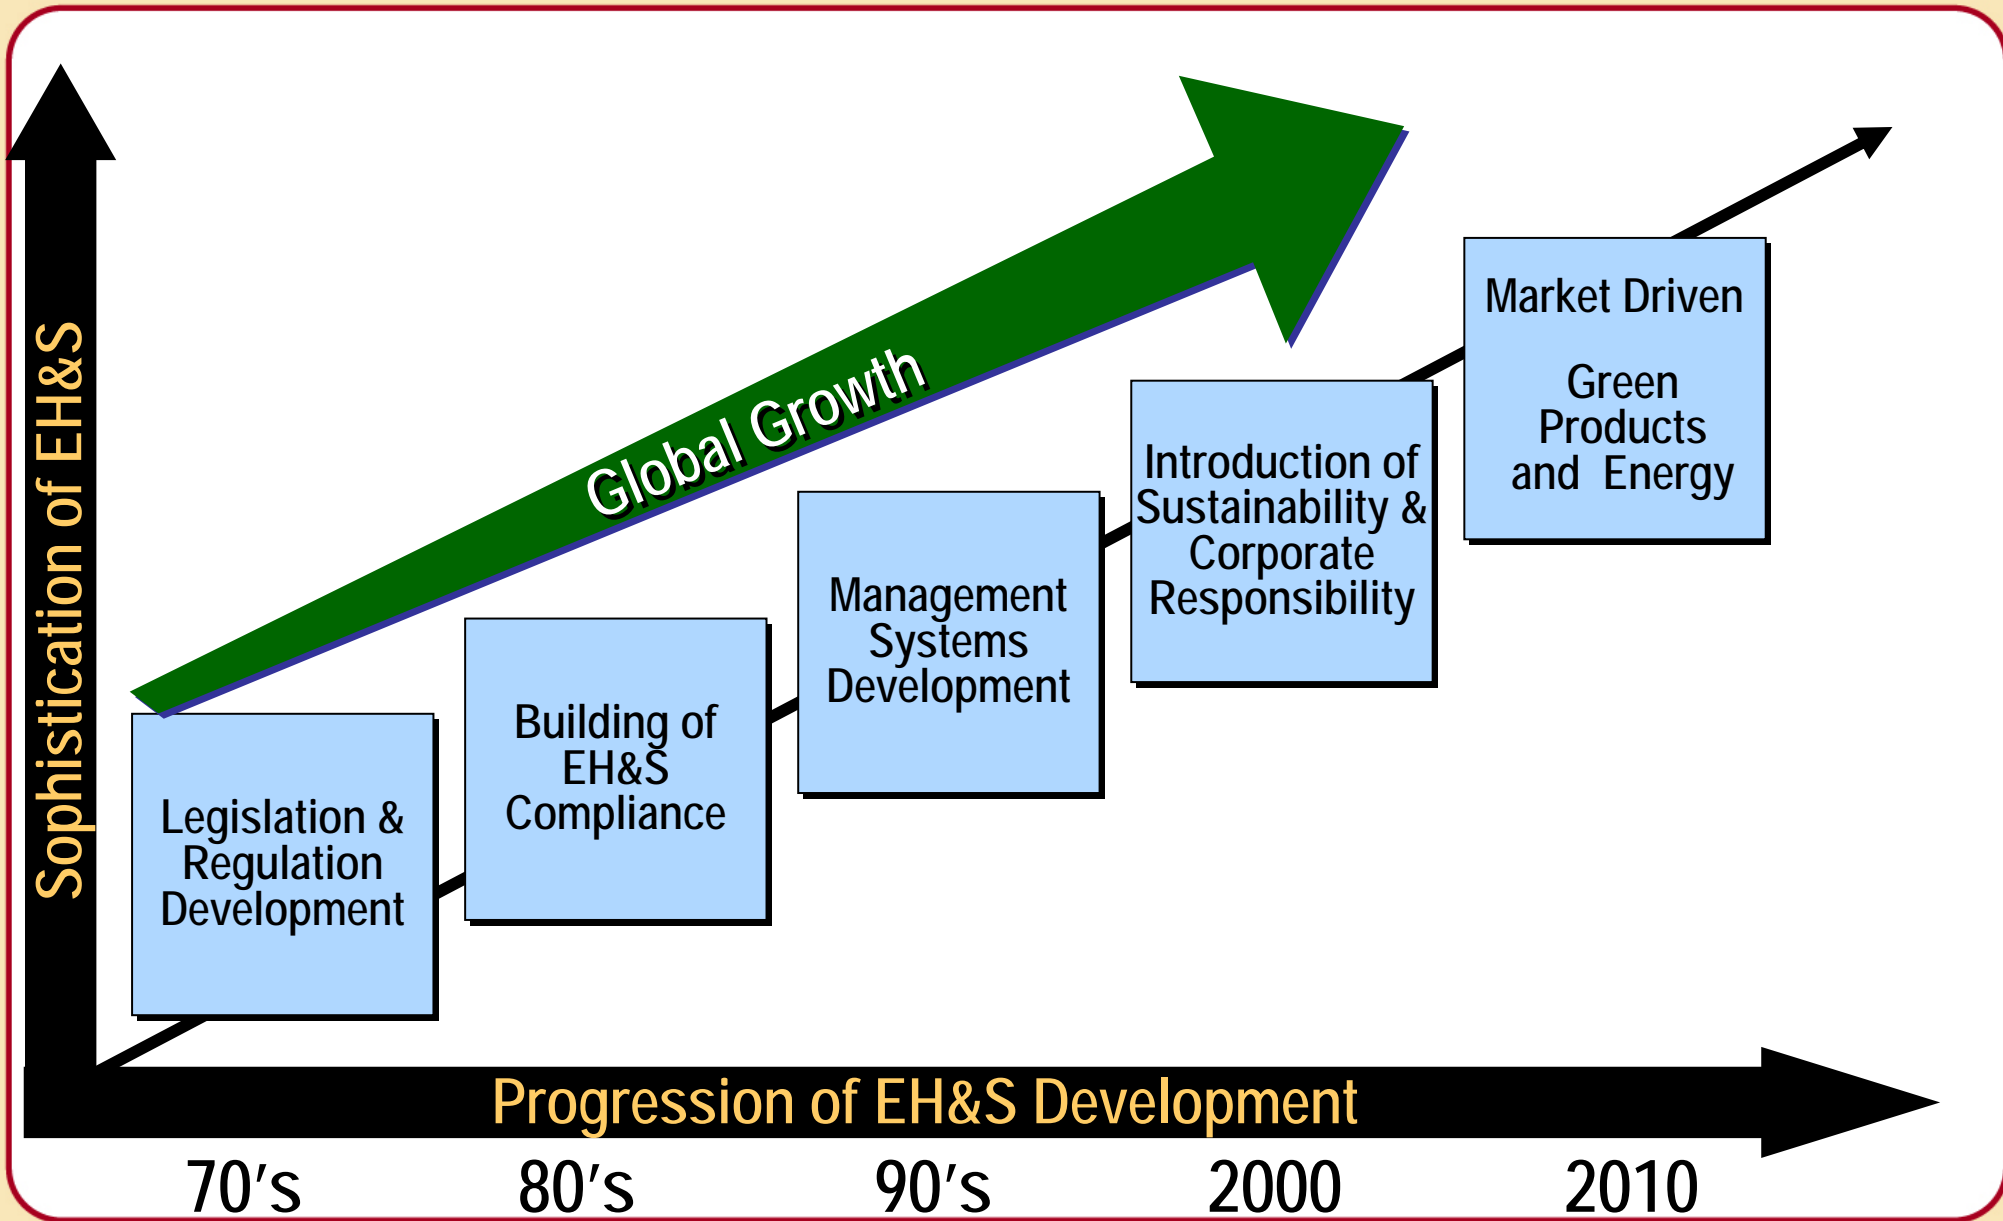 Sophistication of EH&S
Global Growth
Legislation &
Regulation
Development
Building of
EH&S
Compliance
Management
Systems
Development
Introduction of
Sustainability &
Corporate
Responsibility
Market Driven
Green
Products
and Energy
Progression of EH&S Development
70's
80's
90's
2000
2010